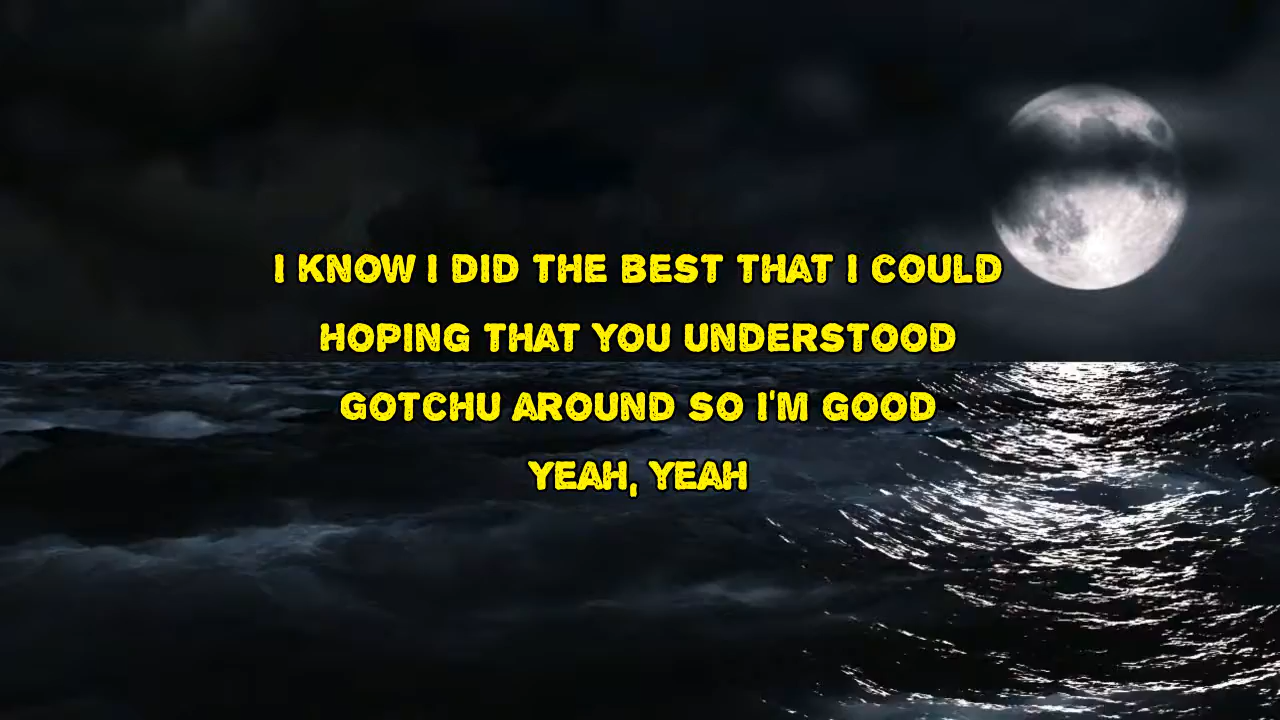 I KNOW I DID THE BEST THAT I COULD
HOPING THAT YOU UNDERSTOOD
GOTCHU AROUND SO I'M GOOD
YEAH, YEAH